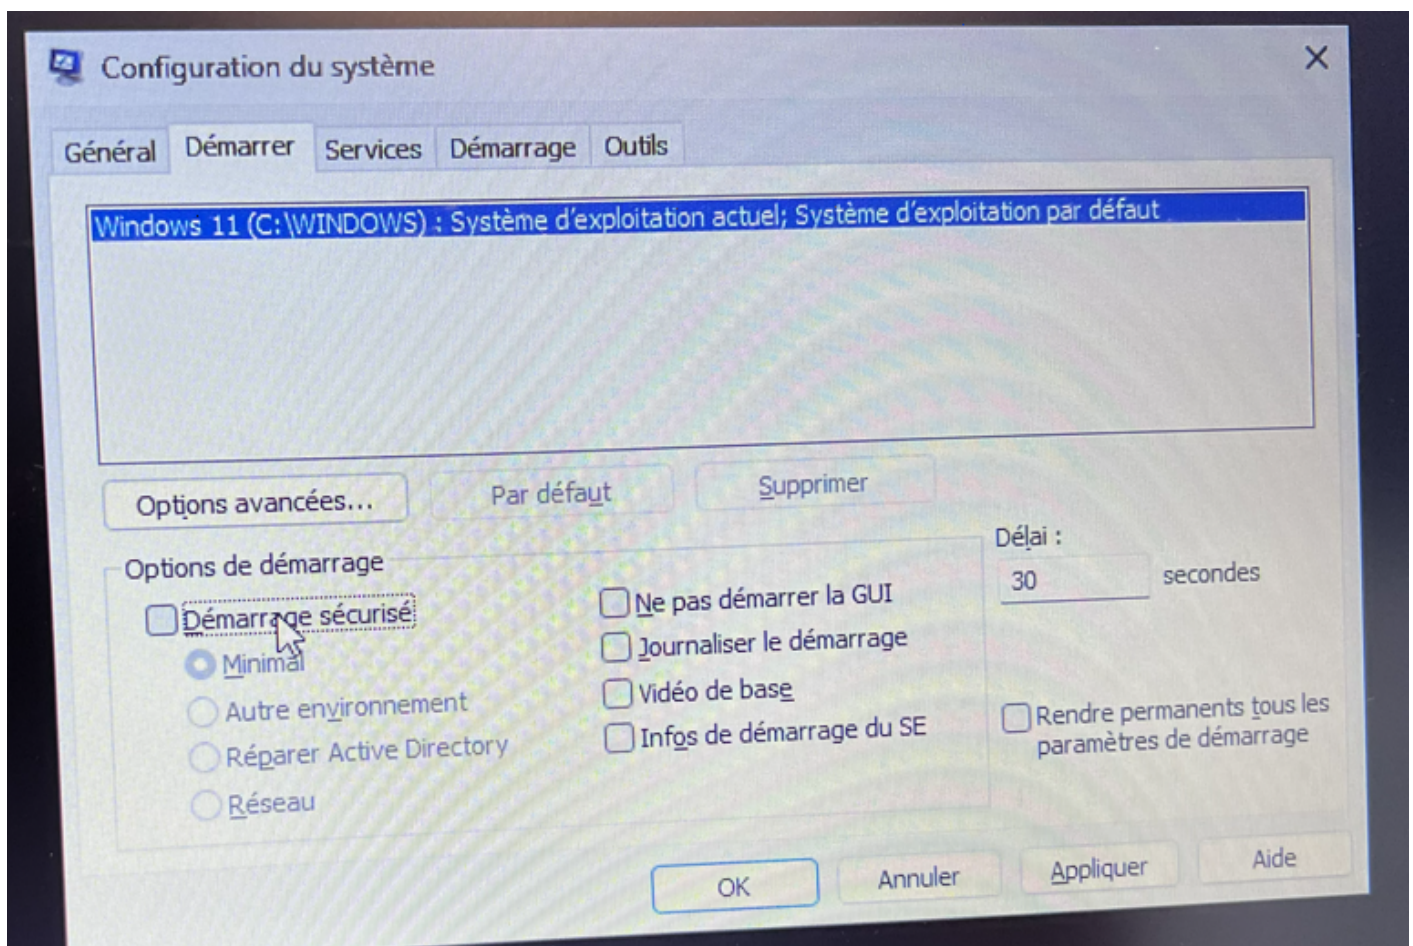 Configuration du système
Général Démarrer Services Démarrage Outils
Windows 11 (C:\WINDOWS) : Système d'exploitation actuel; Système d'exploitation par défaut
Options avancées... Par défaut Supprimer
Options de démarrage
Démarrage sécurisé
Minimal
Autre environnement
Réparer Active Directory
Réseau
Ne pas démarrer la GUI
Journaliser le démarrage
Vidéo de base
Infos de démarrage du SE
Délai :
30 secondes
Rendre permanents tous les
paramètres de démarrage
OK Annuler Appliquer Aide